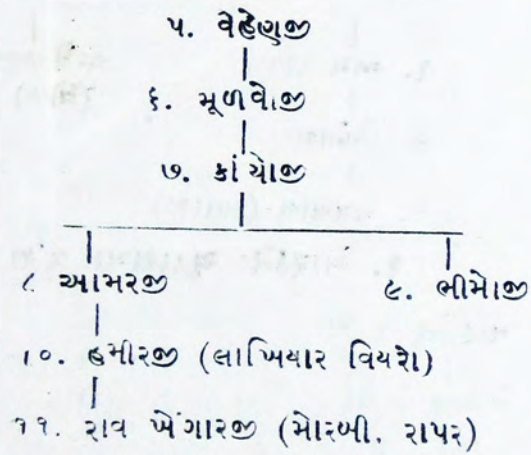 ૫. વેહેણજી
૬. મૂળવોજી
૭. કાંયોજી
૮ આમરજી ૯. ભીમોજી
૧૦. હમીરજી (લાખિયાર વિયરો)
૧૧. રાવ ખેંગારજી (મોરબી. રાપર)